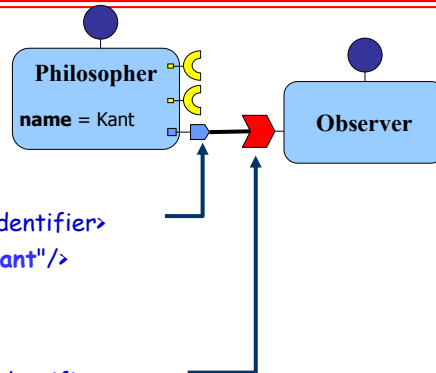 Philosopher
name = Kant
Observer
dentifier>
ant"/>